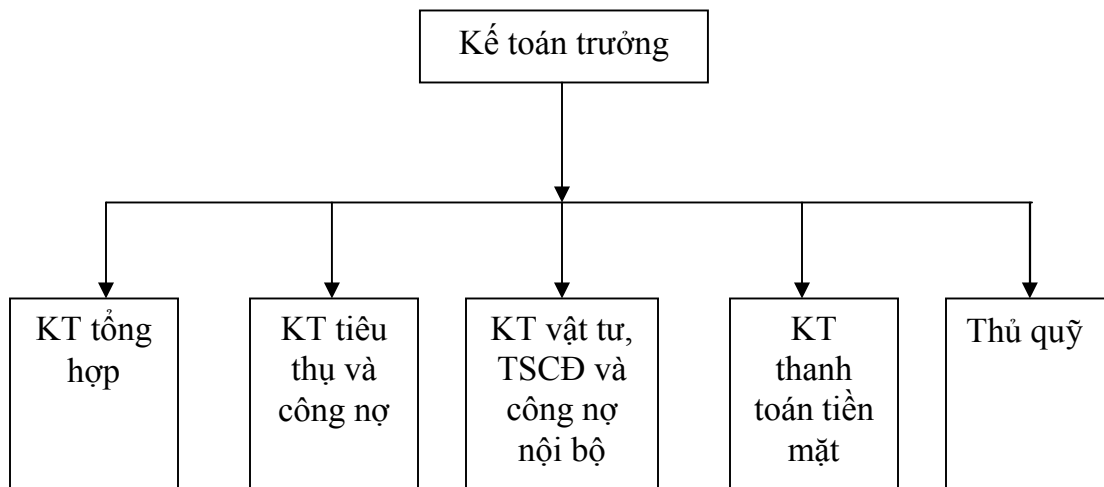 Kế toán trưởng
KT tổng
hợp
KT tiêu
thụ và
công nợ
KT vật tư,
TSCĐ và
công nợ
nội bộ
KT
thanh
toán tiền
mặt
Thủ quỹ